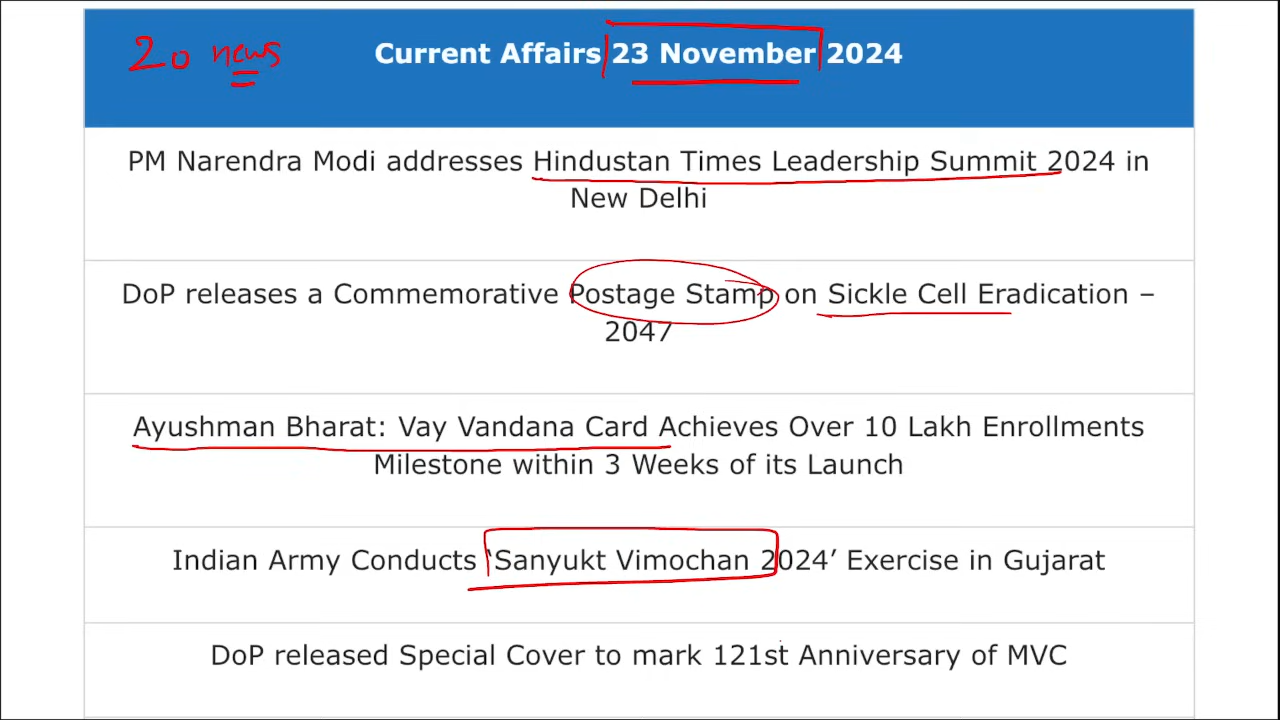 20 news
Current Affairs 23 November 2024
PM Narendra Modi addresses Hindustan Times Leadership Summit 2024 in
New Delhi
DoP releases a Commemorative Postage Stamp on Sickle Cell Eradication –
2047
Ayushman Bharat: Vay Vandana Card Achieves Over 10 Lakh Enrollments
Milestone within 3 Weeks of its Launch
Indian Army Conducts ‘Sanyukt Vimochan 2024’ Exercise in Gujarat
DoP released Special Cover to mark 121st Anniversary of MVC